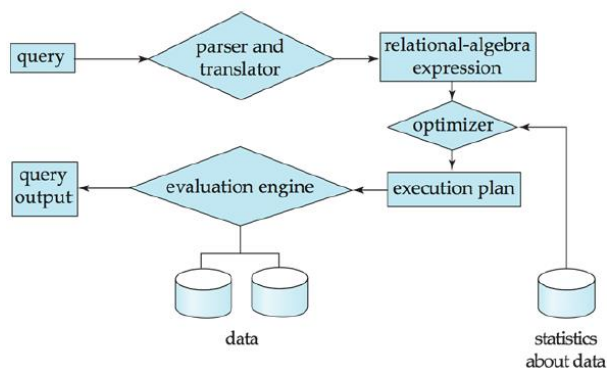 query
parser and
translator
relational-algebra
expression
optimizer
query
output
evaluation engine
execution plan
data
statistics
about data